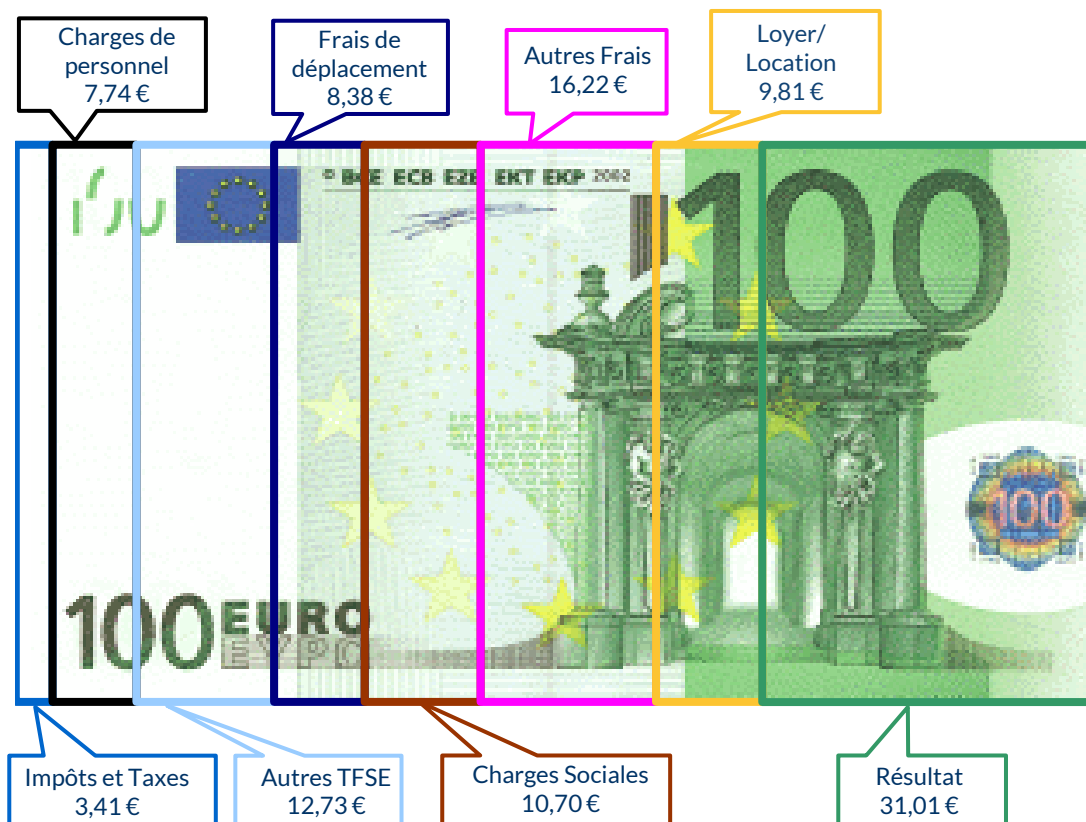 Charges de
personnel
7,74 €
Frais de
déplacement
8,38 €
Autres Frais
16,22 €
Loyer/
Location
9,81 €
ECB EZB EKT EKP 2002
100
100
100 EURO
ΕΥΡΩ
Impôts et Taxes
3,41 €
Autres TFSE
12,73 €
Charges Sociales
10,70 €
Résultat
31,01 €